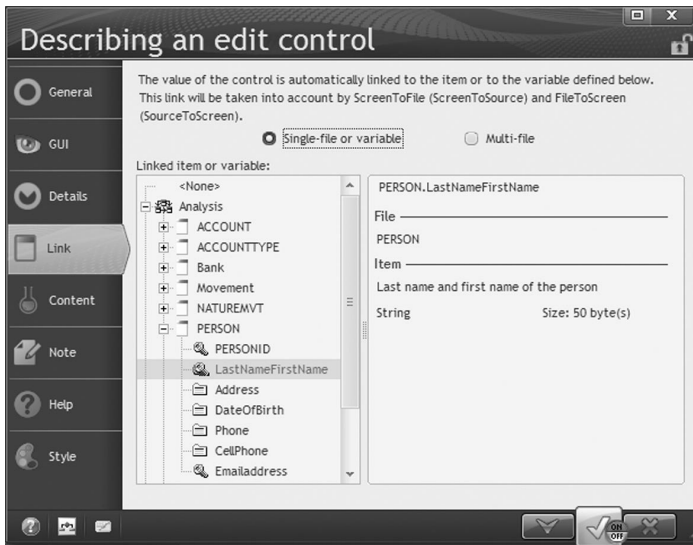 Describing an edit control
General
GUI
Details
Link
Content
Note
Help
Style
The value of the control is automatically linked to the item or to the variable defined below.
This link will be taken into account by ScreenToFile (ScreenToSource) and FileToScreen
(SourceToScreen).
Single-file or variable
Multi-file
Linked item or variable:
<None>
Analysis
ACCOUNT
ACCOUNTTYPE
Bank
Movement
NATUREMVT
PERSON
PERSONID
LastNameFirstName
Address
DateOfBirth
Phone
CellPhone
Emailaddress
PERSON.LastNameFirstName
File
PERSON
Item
Last name and first name of the person
String Size: 50 byte(s)
ON
OFF